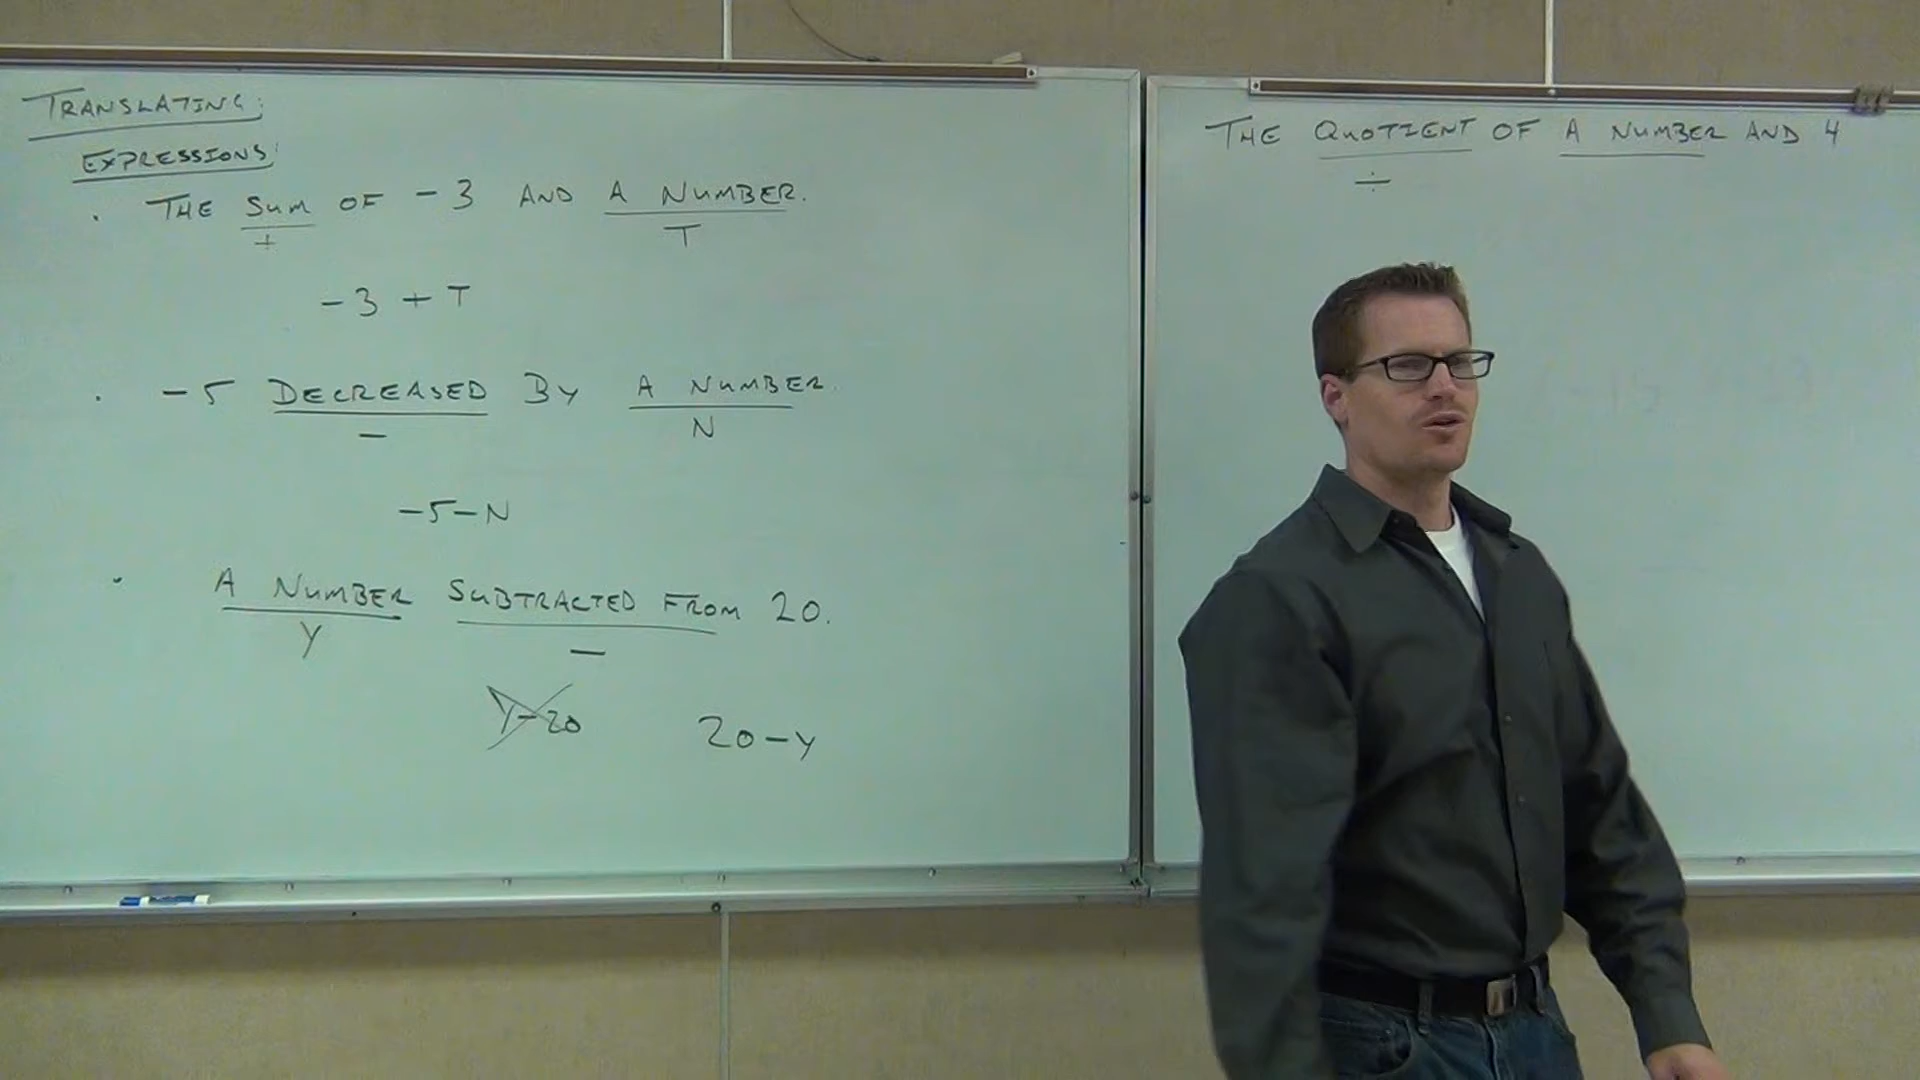 TRANSLATING:
EXPRESSIONS:
. THE SUM OF -3 AND A NUMBER.
+ T
-3 + T
. -5 DECREASED BY A NUMBER.
- N
-5-N
. A NUMBER SUBTRACTED FROM 20.
Y -
Y-20 20-Y
THE QUOTIENT OF A NUMBER AND 4
÷